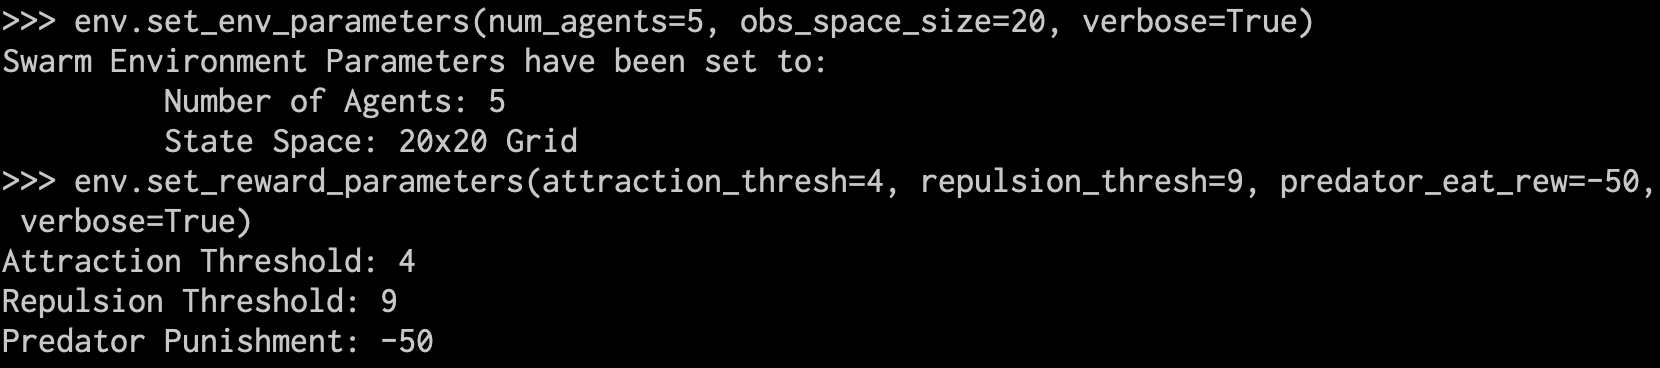 >>> env.set_env_parameters(num_agents=5, obs_space_size=20, verbose=True)
Swarm Environment Parameters have been set to:
         Number of Agents: 5
         State Space: 20x20 Grid
>>> env.set_reward_parameters(attraction_thresh=4, repulsion_thresh=9, predator_eat_rew=-50,
 verbose=True)
Attraction Threshold: 4
Repulsion Threshold: 9
Predator Punishment: -50